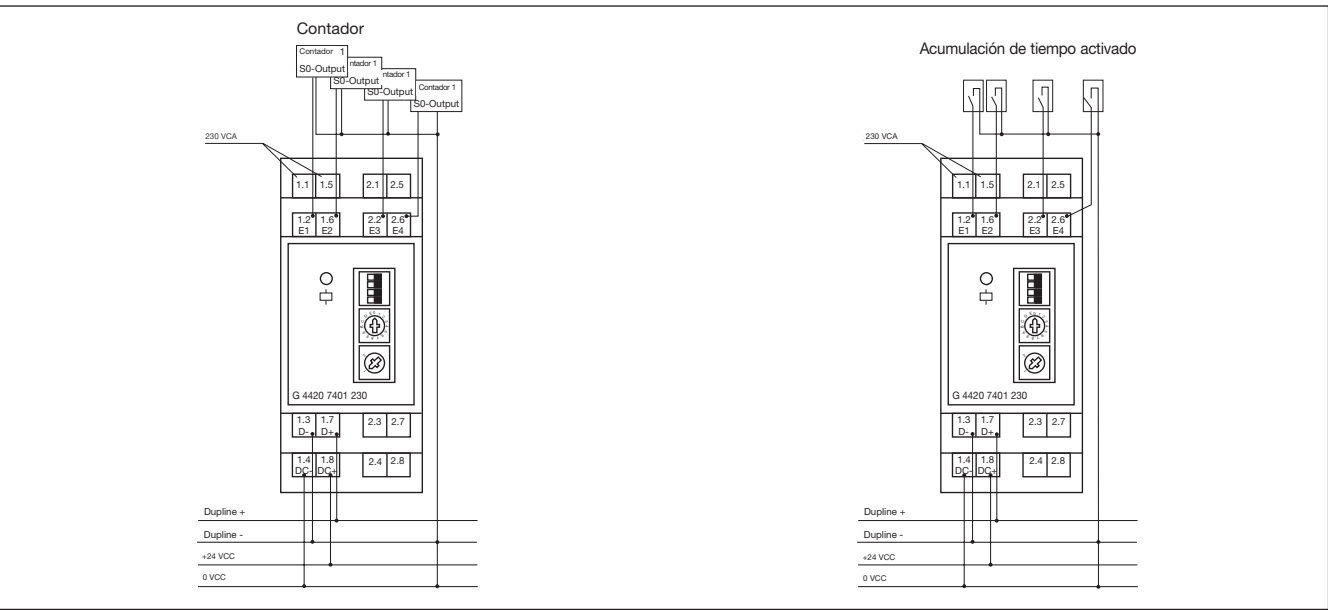 Contador
Contador 1
S0-Output
ntador 1
S0-Output
ntador 1
S0-Output
Contador 1
S0-Output
230 VCA
1.1 1.5 2.1 2.5
1.2 1.6 2.2 2.6
E1 E2 E3 E4
G 4420 7401 230
1.3 1.7 2.3 2.7
D- D+
1.4 1.8 2.4 2.8
DC- DC+
Dupline +
Dupline -
+24 VCC
0 VCC
Acumulación de tiempo activado
230 VCA
1.1 1.5 2.1 2.5
1.2 1.6 2.2 2.6
E1 E2 E3 E4
G 4420 7401 230
1.3 1.7 2.3 2.7
D- D+
1.4 1.8 2.4 2.8
DC- DC+
Dupline +
Dupline -
+24 VCC
0 VCC